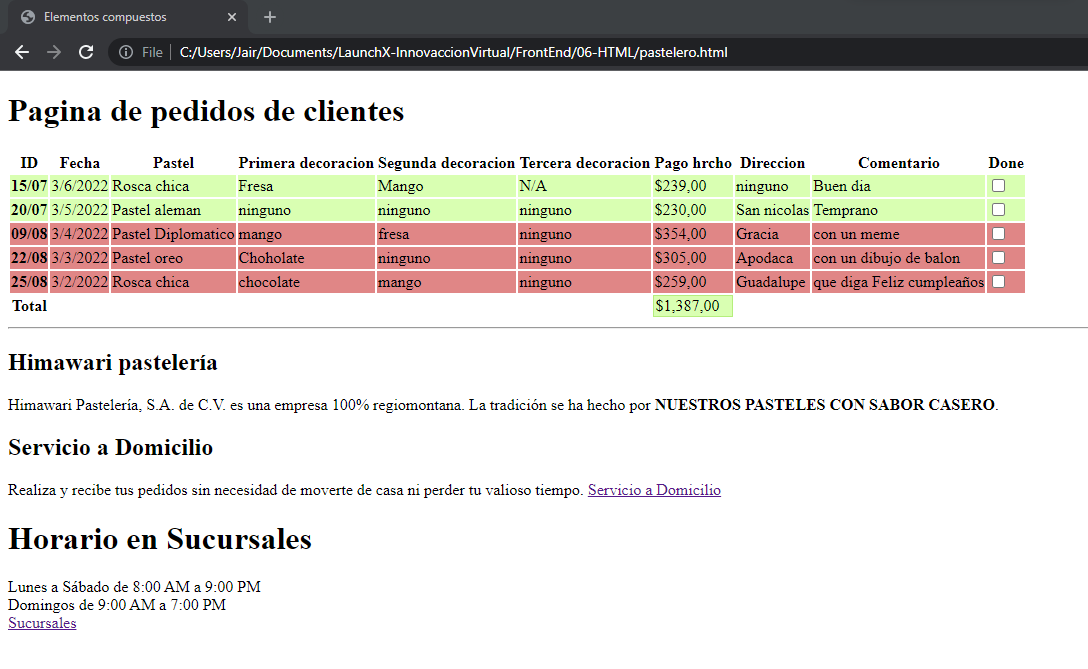 Elementos compuestos
File C:/Users/Jair/Documents/LaunchX-InnovaccionVirtual/FrontEnd/06-HTML/pastelero.html
Pagina de pedidos de clientes
ID Fecha Pastel Primera decoracion Segunda decoracion Tercera decoracion Pago hrcho Direccion Comentario Done
15/07 3/6/2022 Rosca chica Fresa Mango N/A $239,00 ninguno Buen dia
20/07 3/5/2022 Pastel aleman ninguno ninguno ninguno $230,00 San nicolas Temprano
09/08 3/4/2022 Pastel Diplomatico mango fresa ninguno $354,00 Gracia con un meme
22/08 3/3/2022 Pastel oreo Choholate ninguno ninguno $305,00 Apodaca con un dibujo de balon
25/08 3/2/2022 Rosca chica chocolate mango ninguno $259,00 Guadalupe que diga Feliz cumpleaños
Total $1,387,00
Himawari pastelería
Himawari Pastelería, S.A. de C.V. es una empresa 100% regiomontana. La tradición se ha hecho por NUESTROS PASTELES CON SABOR CASERO.
Servicio a Domicilio
Realiza y recibe tus pedidos sin necesidad de moverte de casa ni perder tu valioso tiempo. Servicio a Domicilio
Horario en Sucursales
Lunes a Sábado de 8:00 AM a 9:00 PM
Domingos de 9:00 AM a 7:00 PM
Sucursales